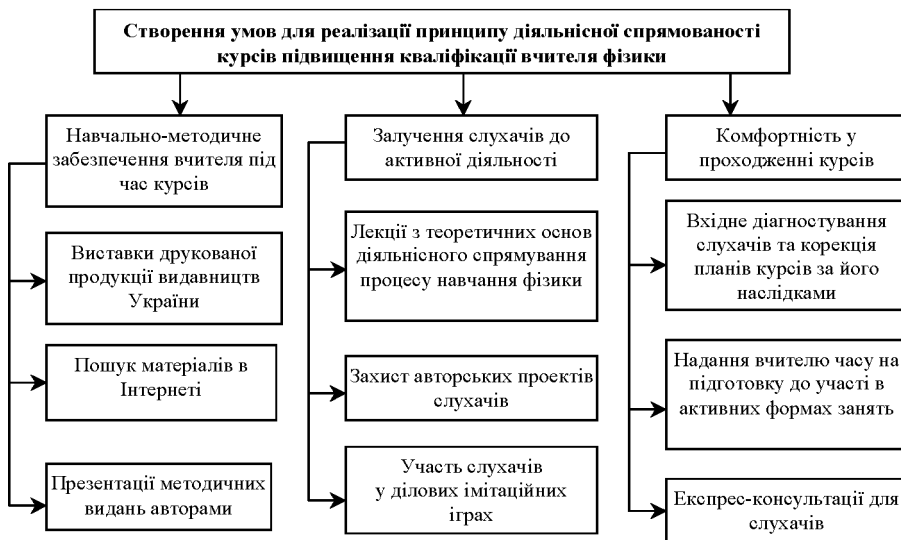 Створення умов для реалізації принципу діяльнісної спрямованості
курсів підвищення кваліфікації вчителя фізики
Навчально-методичне
забезпечення вчителя під
час курсів
Виставки друкованої
продукції видавництв
України
Пошук матеріалів в
Інтернеті
Презентації методичних
видань авторами
Залучення слухачів до
активної діяльності
Лекції з теоретичних основ
діяльнісного спрямування
процесу навчання фізики
Захист авторських проектів
слухачів
Участь слухачів
у ділових імітаційних
іграх
Комфортність у
проходженні курсів
Вхідне діагностування
слухачів та корекція
планів курсів за його
наслідками
Надання вчителю часу на
підготовку до участі в
активних формах занять
Експрес-консультації для
слухачів